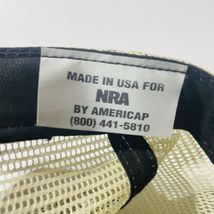 MADE IN USA FOR
NRA
BY AMERICAP
(800) 441-5810